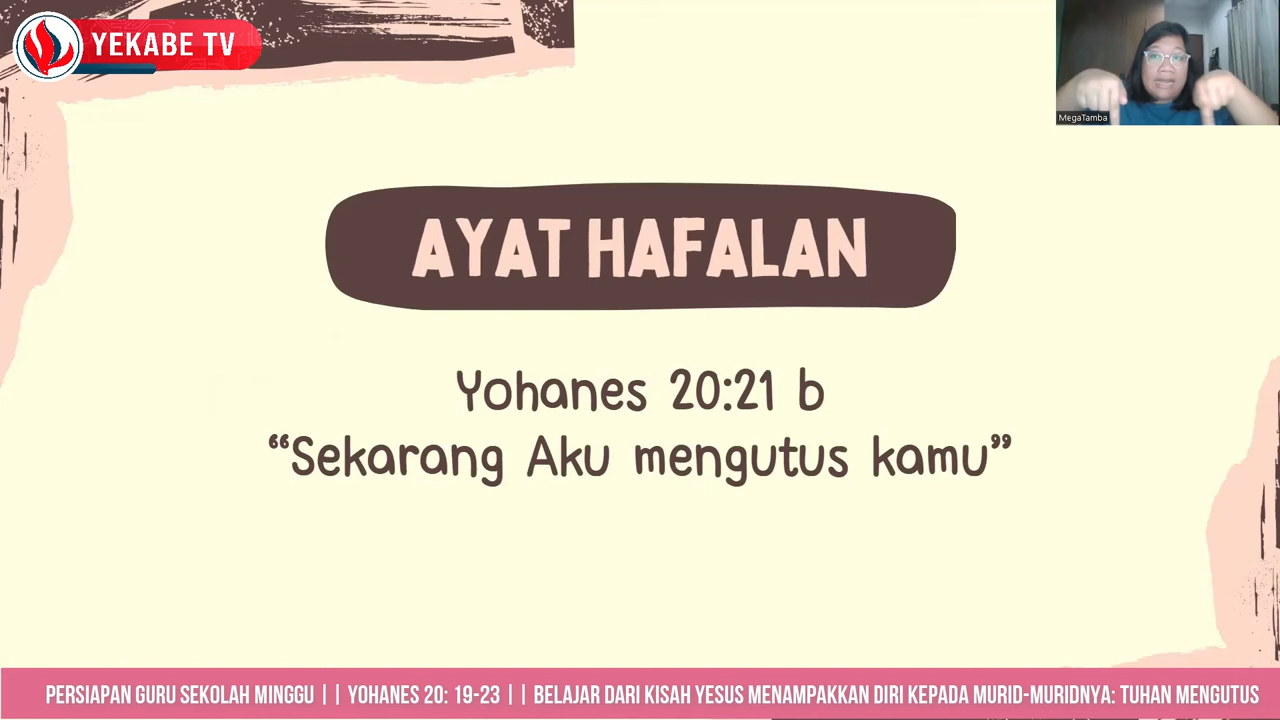 YEKABE TV
MegaTamba
AYAT HAFALAN
Yohanes 20:21 b
“Sekarang Aku mengutus kamu”
PERSIAPAN GURU SEKOLAH MINGGU || YOHANES 20: 19-23 || BELAJAR DARI KISAH YESUS MENAMPAKKAN DIRI KEPADA MURID-MURIDNYA: TUHAN MENGUTUS